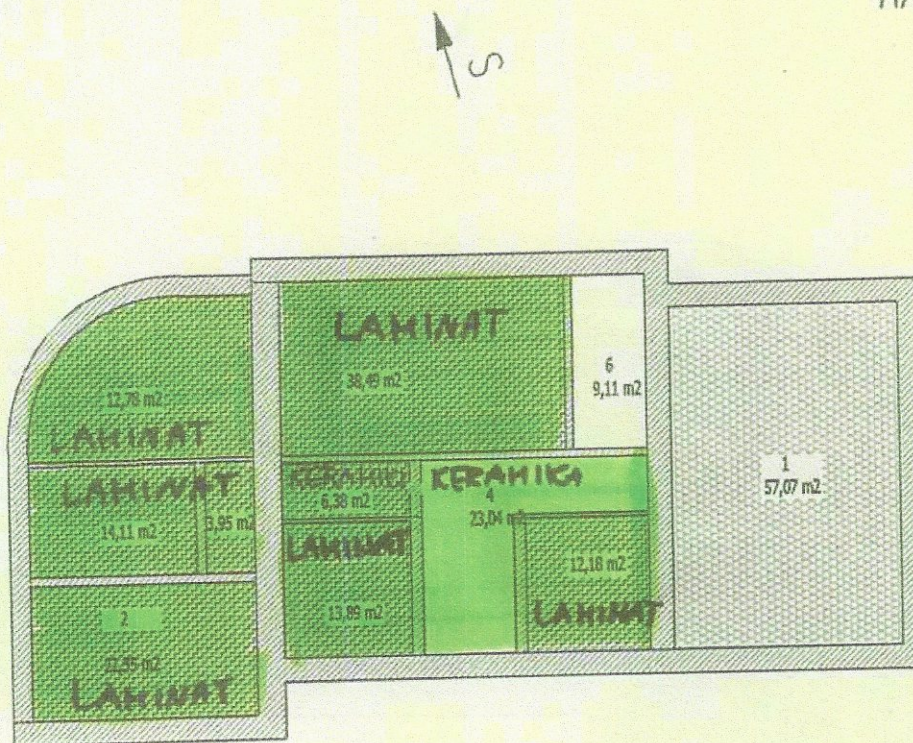 S
LAMINAT
38,49 m2
6
9,11 m2
12,78 m2
LAMINAT
LAMINAT
14,11 m2
3,95 m2
KERAMIKA
6,38 m2
KERAMIKA
4
23,04 m2
1
57,07 m2
LAMINAT
13,89 m2
12,18 m2
LAMINAT
2
LAMINAT